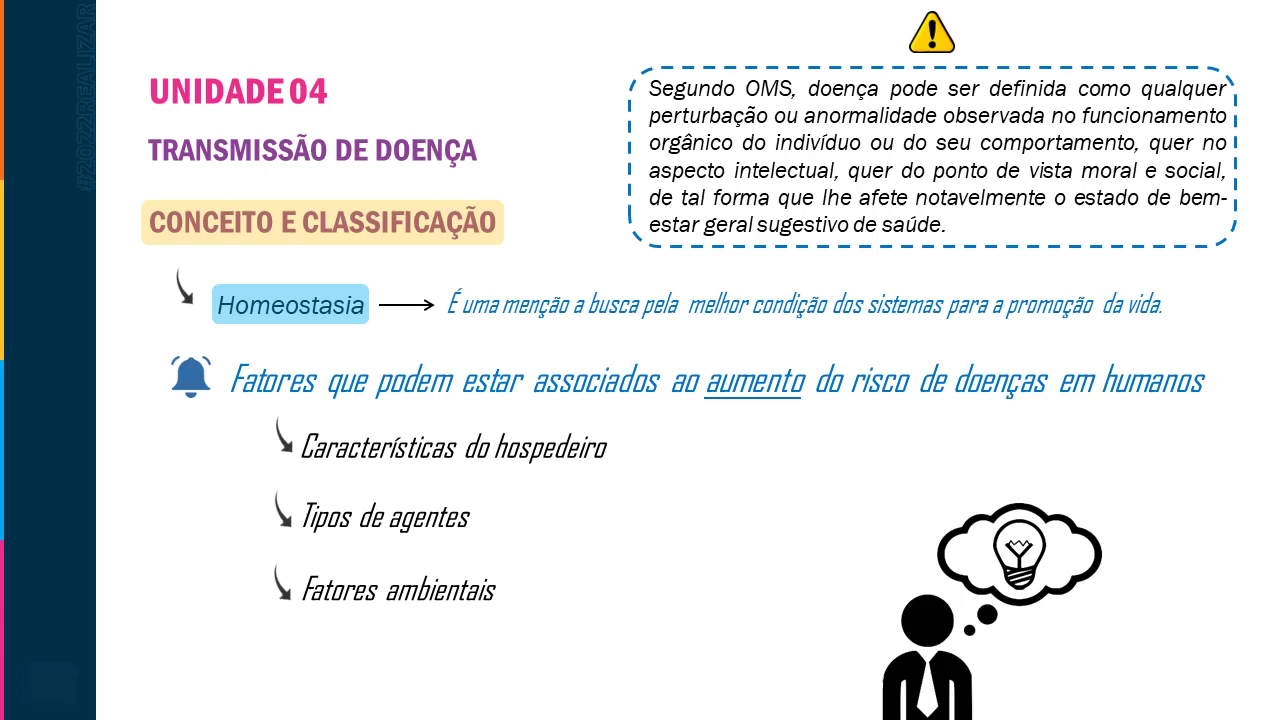 #2022REALIZAR
UNIDADE 04
TRANSMISSÃO DE DOENÇA
CONCEITO E CLASSIFICAÇÃO
Segundo OMS, doença pode ser definida como qualquer
perturbação ou anormalidade observada no funcionamento
orgânico do indivíduo ou do seu comportamento, quer no
aspecto intelectual, quer do ponto de vista moral e social,
de tal forma que lhe afete notavelmente o estado de bem-
estar geral sugestivo de saúde.
Homeostasia
É uma menção a busca pela melhor condição dos sistemas para a promoção da vida.
Fatores que podem estar associados ao aumento do risco de doenças em humanos
Características do hospedeiro
Tipos de agentes
Fatores ambientais